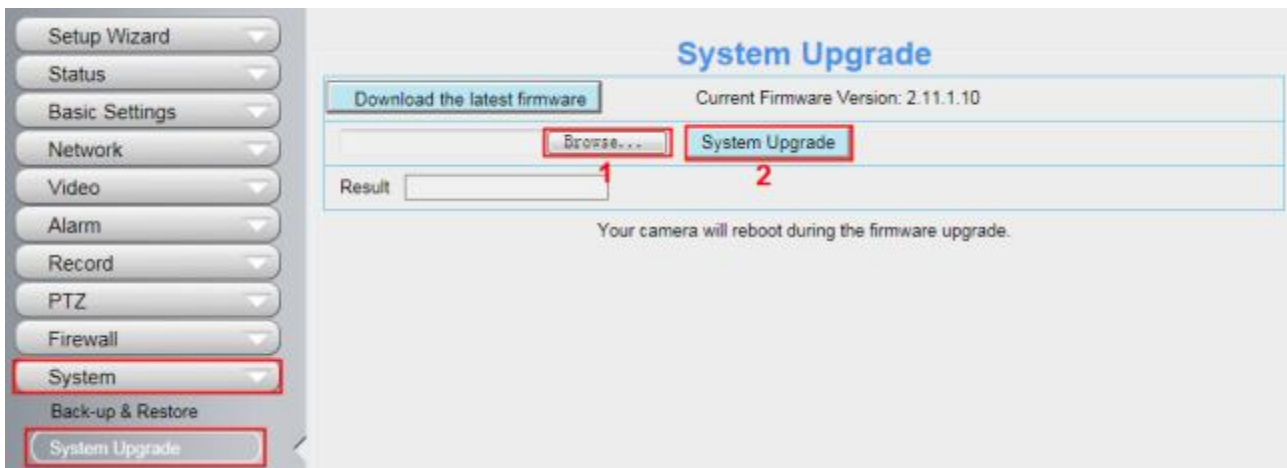 Setup Wizard
Status
Basic Settings
Network
Video
Alarm
Record
PTZ
Firewall
System
Back-up & Restore
System Upgrade
System Upgrade
Download the latest firmware Current Firmware Version: 2.11.1.10
Browse... System Upgrade
1 2
Result
Your camera will reboot during the firmware upgrade.